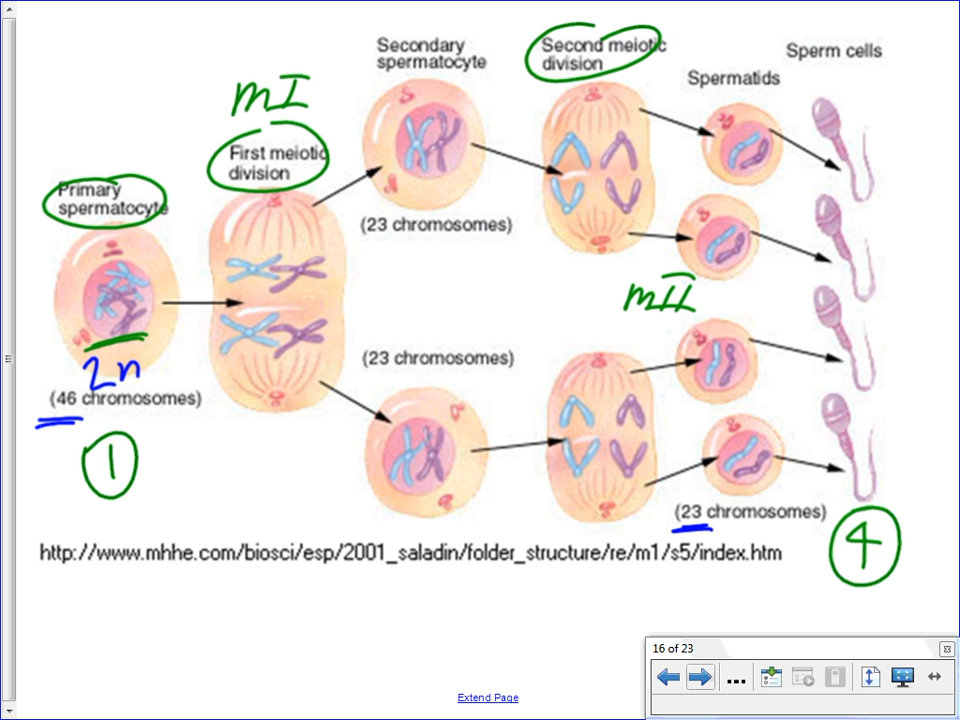 Secondary
spermatocyte
Second meiotic
division
Sperm cells
Spermatids
mI
First meiotic
division
Primary
spermatocyte
(23 chromosomes)
mII
(23 chromosomes)
2n
(46 chromosomes)
1
(23 chromosomes)
4
http://www.mhhe.com/biosci/esp/2001_saladin/folder_structure/re/m1/s5/index.htm
16 of 23
Extend Page